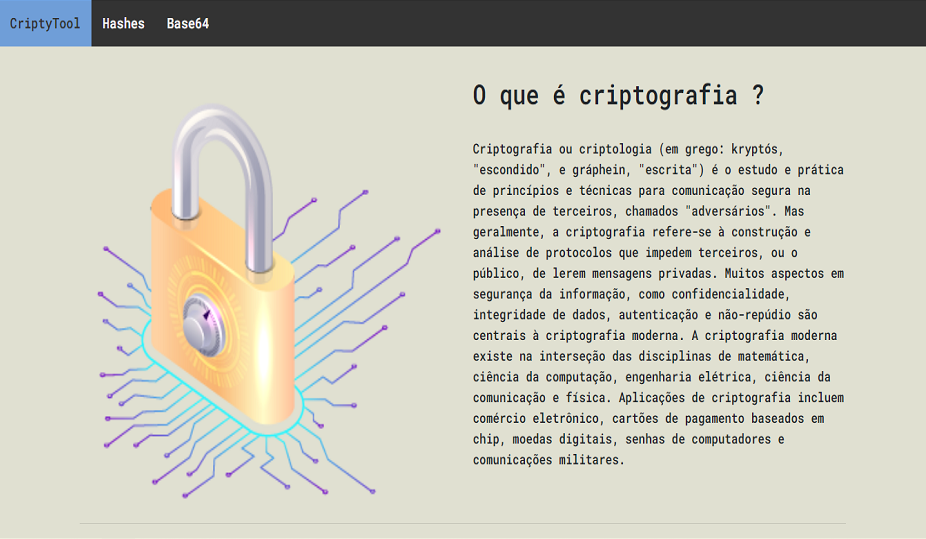 CriptyTool Hashes Base64
O que é criptografia ?
Criptografia ou criptologia (em grego: kryptós,
"escondido", e gráphein, "escrita") é o estudo e prática
de princípios e técnicas para comunicação segura na
presença de terceiros, chamados "adversários". Mas
geralmente, a criptografia refere-se à construção e
análise de protocolos que impedem terceiros, ou o
público, de lerem mensagens privadas. Muitos aspectos em
segurança da informação, como confidencialidade,
integridade de dados, autenticação e não-repúdio são
centrais à criptografia moderna. A criptografia moderna
existe na interseção das disciplinas de matemática,
ciência da computação, engenharia elétrica, ciência da
comunicação e física. Aplicações de criptografia incluem
comércio eletrônico, cartões de pagamento baseados em
chip, moedas digitais, senhas de computadores e
comunicações militares.